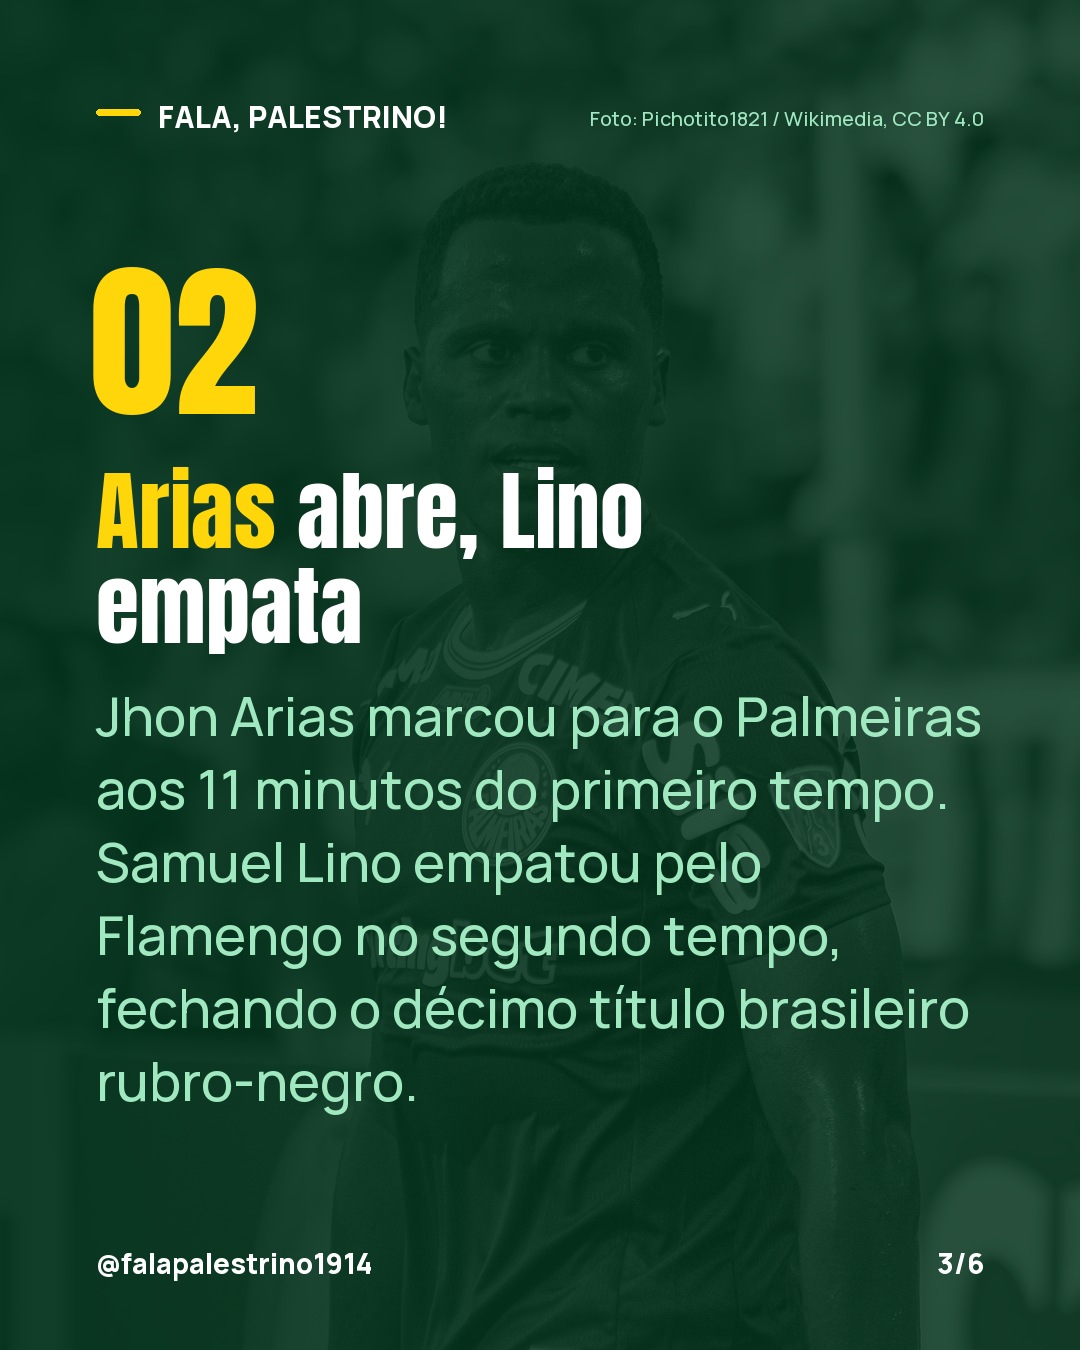 FALA, PALESTRINO!
Foto: Pichotito1821 / Wikimedia, CC BY 4.0
02
Arias abre, Lino
empata
CIMED
Jhon Arias marcou para o Palmeiras
aos 11 minutos do primeiro tempo.
Samuel Lino empatou pelo
Flamengo no segundo tempo,
fechando o décimo título brasileiro
rubro-negro.
@falapalestrino1914
3/6